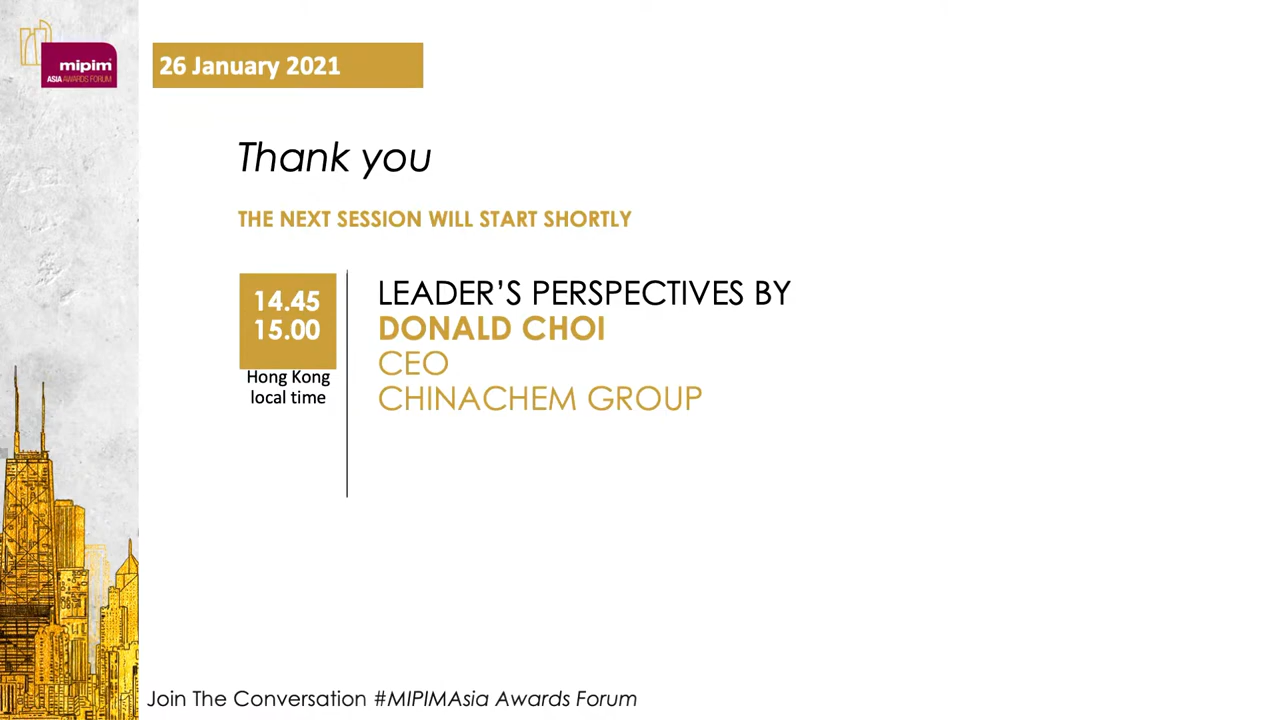 mipim
ASIA AWARDS FORUM
26 January 2021
Thank you
THE NEXT SESSION WILL START SHORTLY
14.45
15.00
Hong Kong
local time
LEADER’S PERSPECTIVES BY
DONALD CHOI
CEO
CHINACHEM GROUP
Join The Conversation #MIPIMAsia Awards Forum